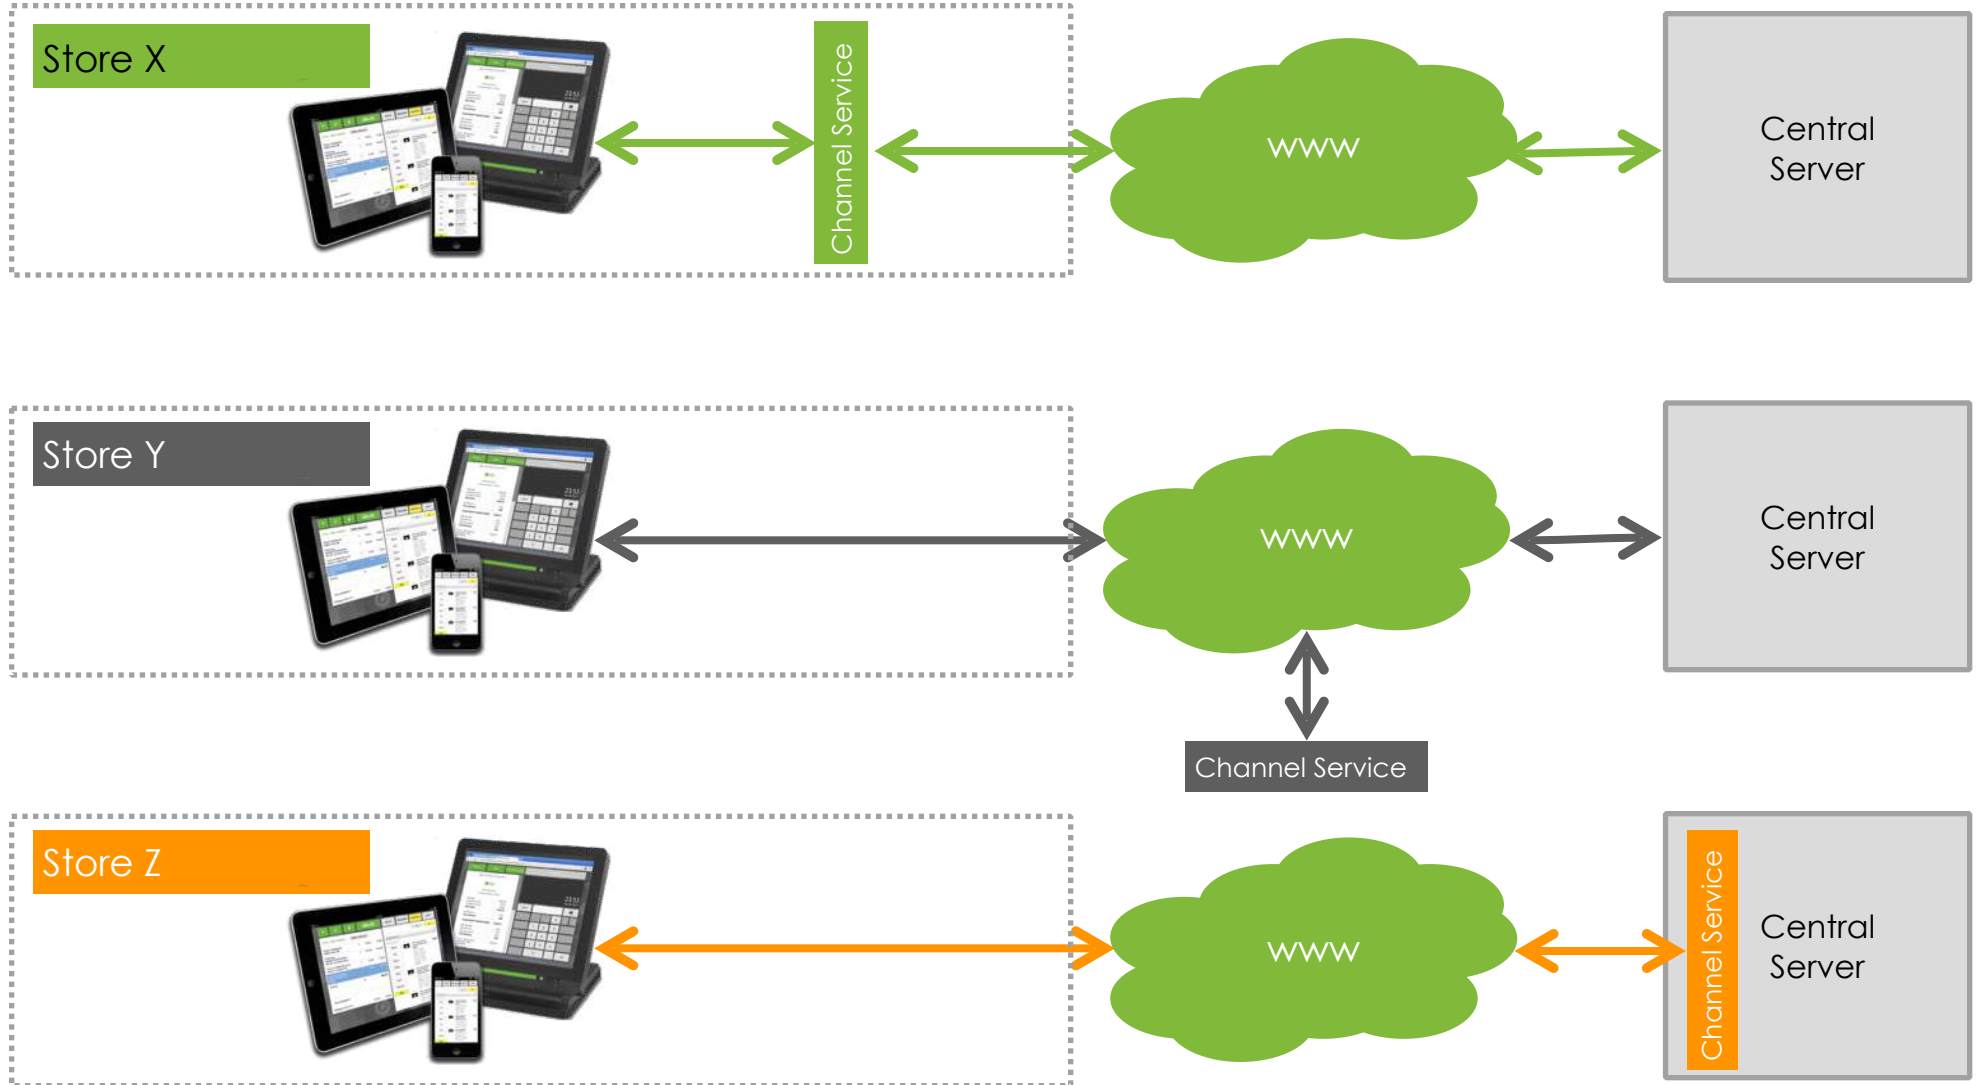 Store X
Channel Service
www
Central
Server
Store Y
www
Central
Server
Channel Service
Store Z
www
Channel Service
Central
Server